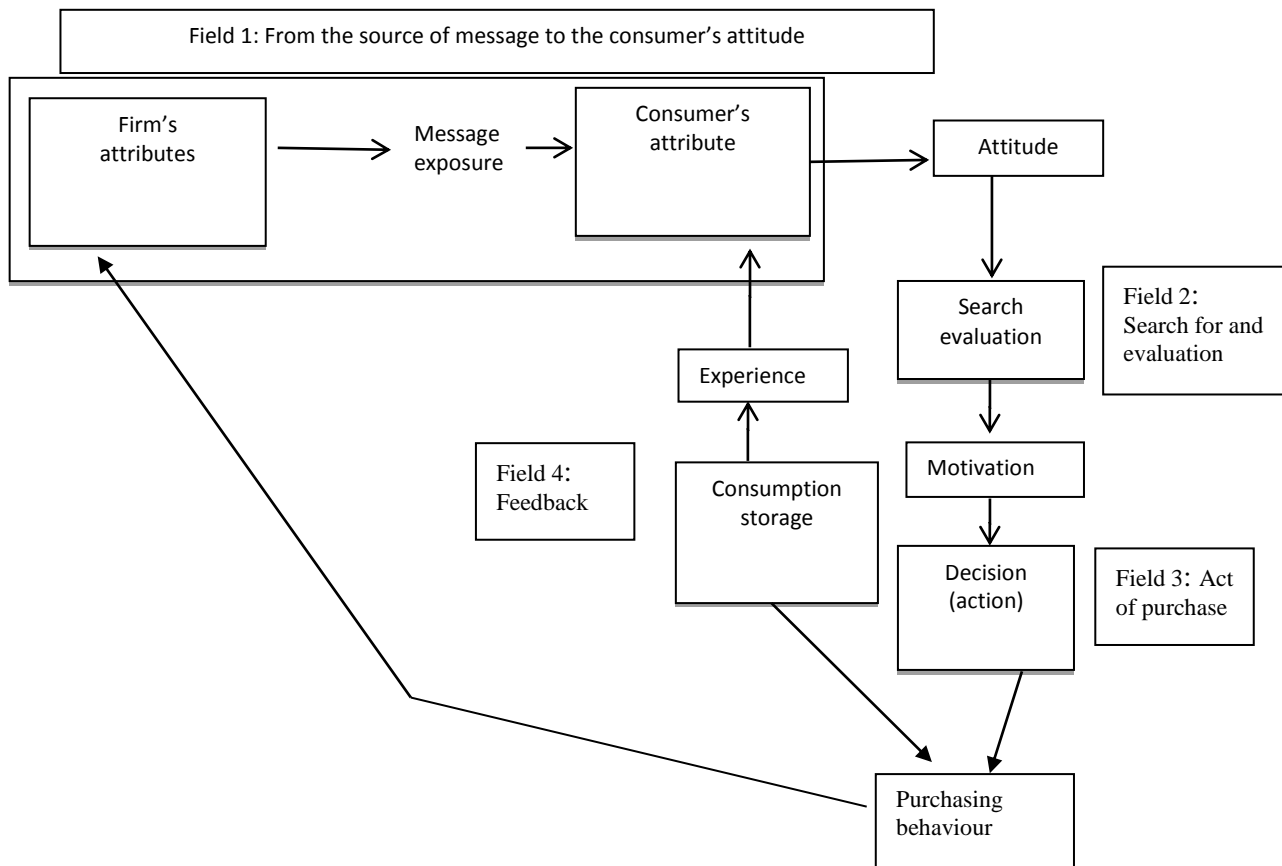 Field 1: From the source of message to the consumer’s attitude
Firm’s
attributes
Message
exposure
Consumer’s
attribute
Attitude
Search
evaluation
Field 2:
Search for and
evaluation
Experience
Motivation
Field 4:
Feedback
Consumption
storage
Decision
(action)
Field 3: Act
of purchase
Purchasing
behaviour